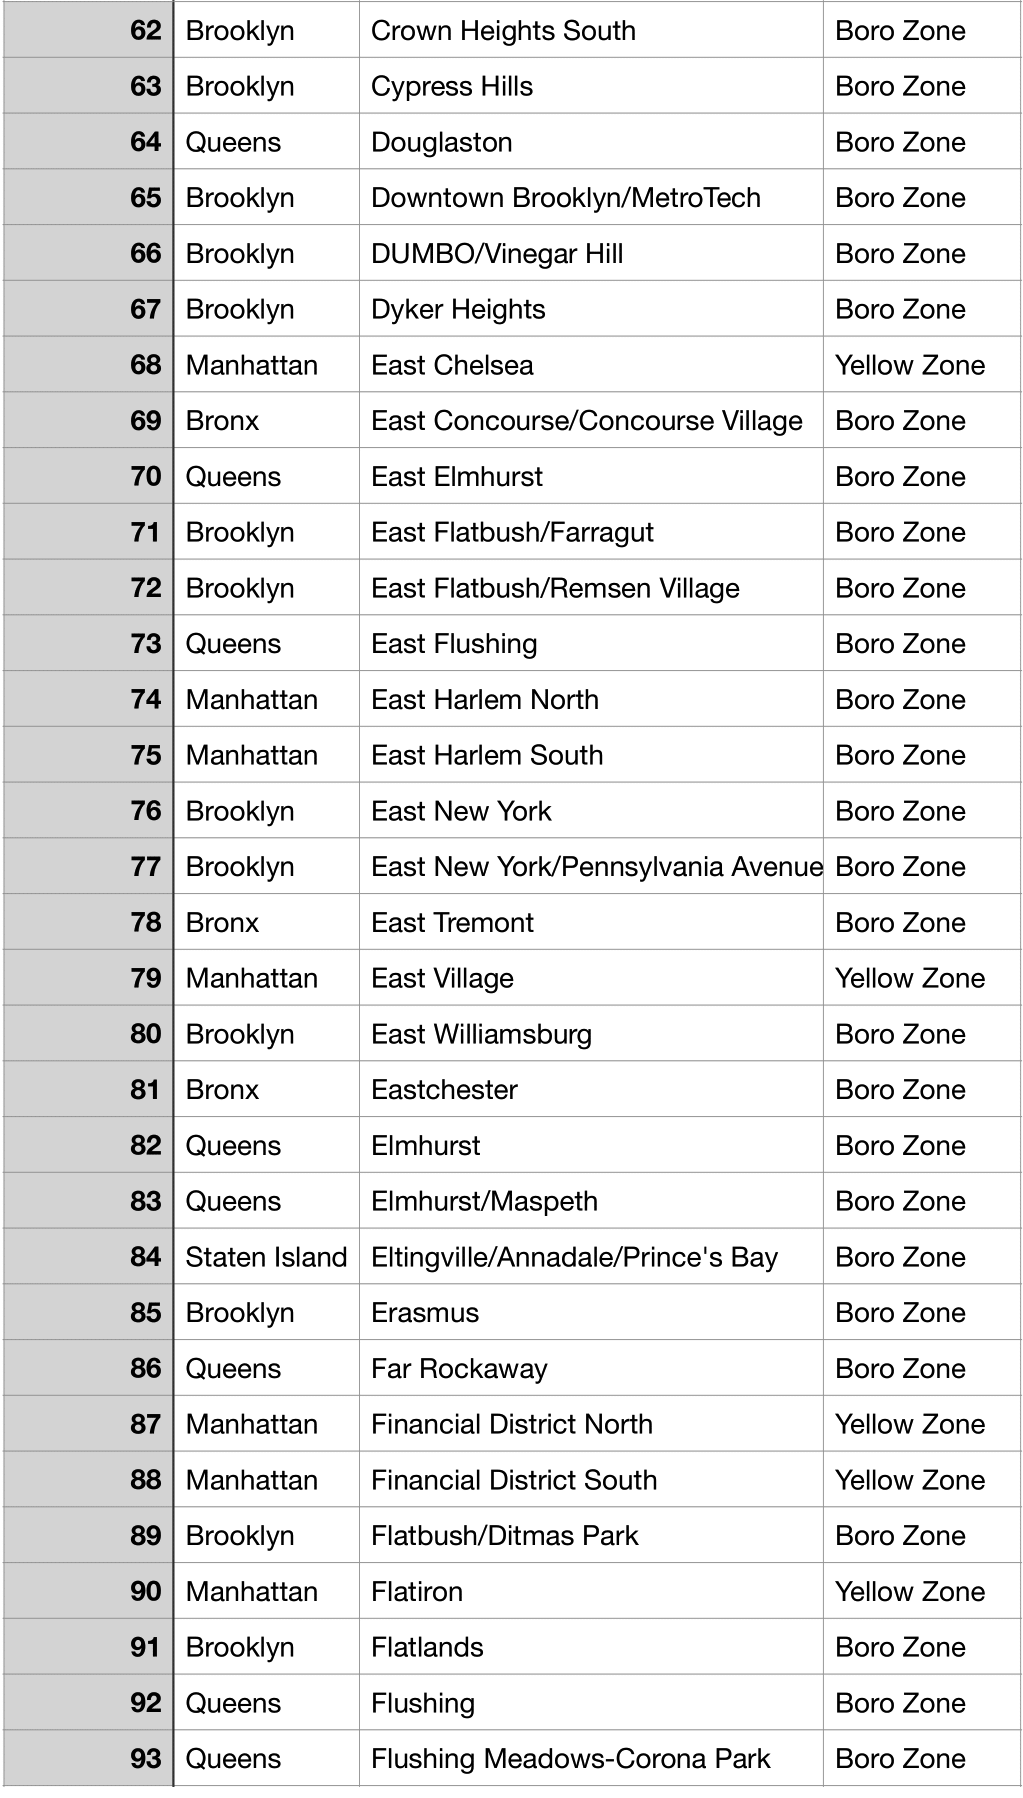 62 Brooklyn Crown Heights South Boro Zone
63 Brooklyn Cypress Hills Boro Zone
64 Queens Douglaston Boro Zone
65 Brooklyn Downtown Brooklyn/MetroTech Boro Zone
66 Brooklyn DUMBO/Vinegar Hill Boro Zone
67 Brooklyn Dyker Heights Boro Zone
68 Manhattan East Chelsea Yellow Zone
69 Bronx East Concourse/Concourse Village Boro Zone
70 Queens East Elmhurst Boro Zone
71 Brooklyn East Flatbush/Farragut Boro Zone
72 Brooklyn East Flatbush/Remsen Village Boro Zone
73 Queens East Flushing Boro Zone
74 Manhattan East Harlem North Boro Zone
75 Manhattan East Harlem South Boro Zone
76 Brooklyn East New York Boro Zone
77 Brooklyn East New York/Pennsylvania Avenue Boro Zone
78 Bronx East Tremont Boro Zone
79 Manhattan East Village Yellow Zone
80 Brooklyn East Williamsburg Boro Zone
81 Bronx Eastchester Boro Zone
82 Queens Elmhurst Boro Zone
83 Queens Elmhurst/Maspeth Boro Zone
84 Staten Island Eltingville/Annadale/Prince's Bay Boro Zone
85 Brooklyn Erasmus Boro Zone
86 Queens Far Rockaway Boro Zone
87 Manhattan Financial District North Yellow Zone
88 Manhattan Financial District South Yellow Zone
89 Brooklyn Flatbush/Ditmas Park Boro Zone
90 Manhattan Flatiron Yellow Zone
91 Brooklyn Flatlands Boro Zone
92 Queens Flushing Boro Zone
93 Queens Flushing Meadows-Corona Park Boro Zone